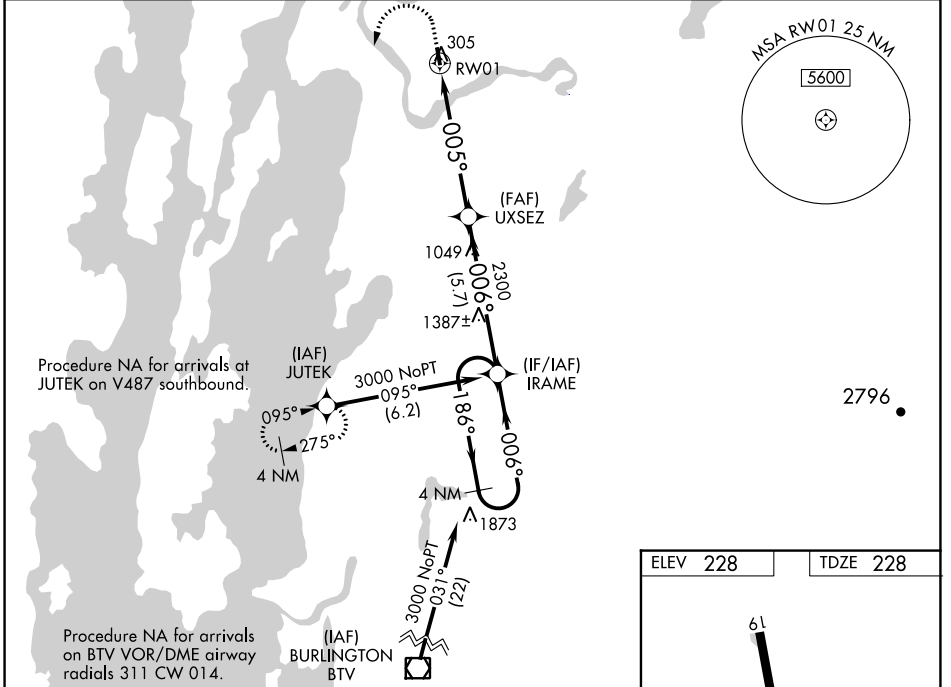 305
RW01
MSA RW01 25 NM
5600
005°
(FAF)
UXSEZ
1049
2300
006°
(5.7)
1387±
Procedure NA for arrivals at
JUTEK on V487 southbound.
(IAF)
JUTEK
3000 NoPT
095°
(6.2)
(IF/IAF)
IRAME
2796
095°
275°
4 NM
186°
006°
4 NM
1873
3000 NoPT
031°
(22)
ELEV 228
TDZE 228
19
Procedure NA for arrivals
on BTV VOR/DME airway
radials 311 CW 014.
(IAF)
BURLINGTON
BTV